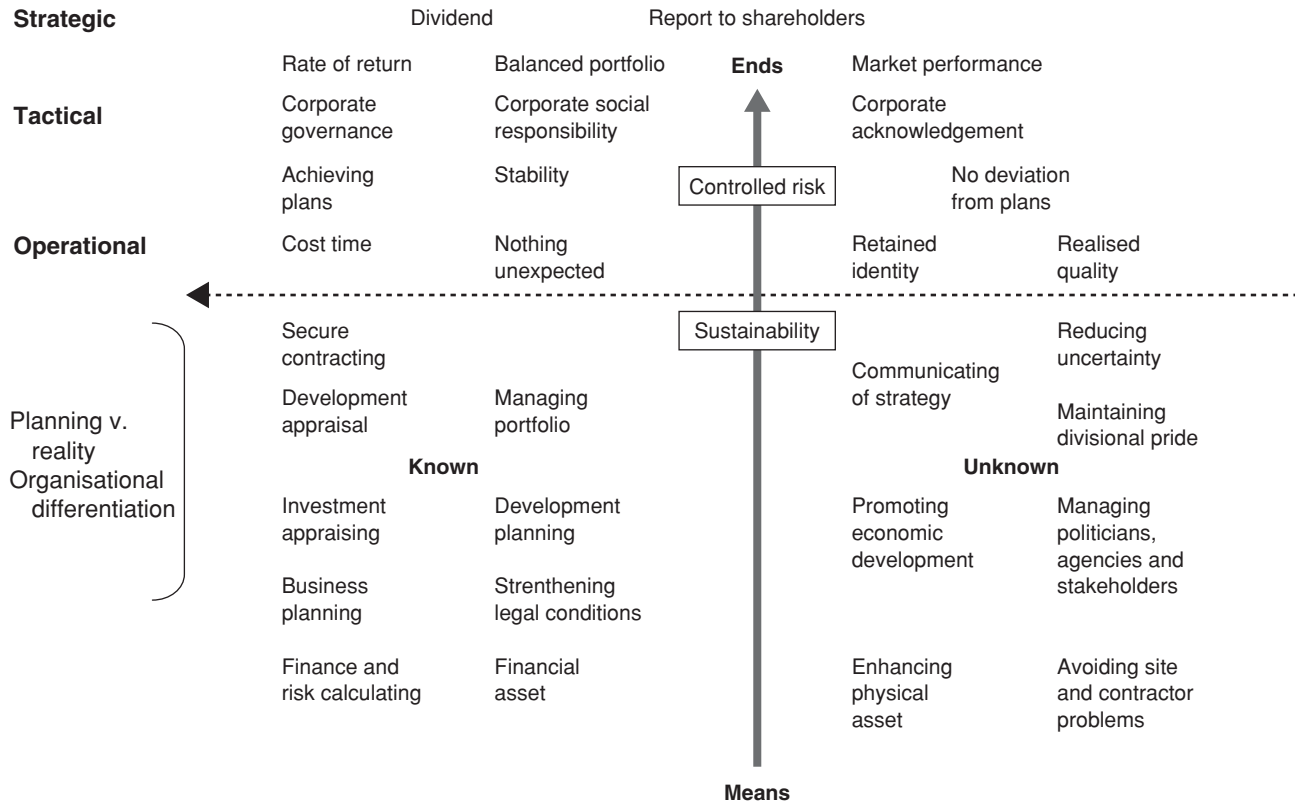 Strategic
Dividend
Report to shareholders
Rate of return
Balanced portfolio
Ends
Market performance
Tactical
Corporate
governance
Corporate social
responsibility
Corporate
acknowledgement
Achieving
plans
Stability
Controlled risk
No deviation
from plans
Operational
Cost time
Nothing
unexpected
Retained
identity
Realised
quality
Secure
contracting
Sustainability
Reducing
uncertainty
Communicating
of strategy
Development
appraisal
Managing
portfolio
Maintaining
divisional pride
Planning v.
reality
Organisational
differentiation
Known
Unknown
Investment
appraising
Development
planning
Promoting
economic
development
Managing
politicians,
agencies and
stakeholders
Business
planning
Strenthening
legal conditions
Finance and
risk calculating
Financial
asset
Enhancing
physical
asset
Avoiding site
and contractor
problems
Means